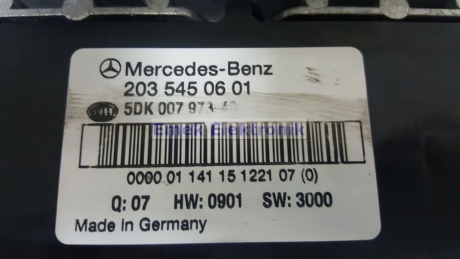 Mercedes-Benz
203 545 06 01
HELLA
5DK 007
Emek Elektronik
0000 01 141 15 1221 07 (0)
Q: 07 HW: 0901 SW: 3000
Made in Germany